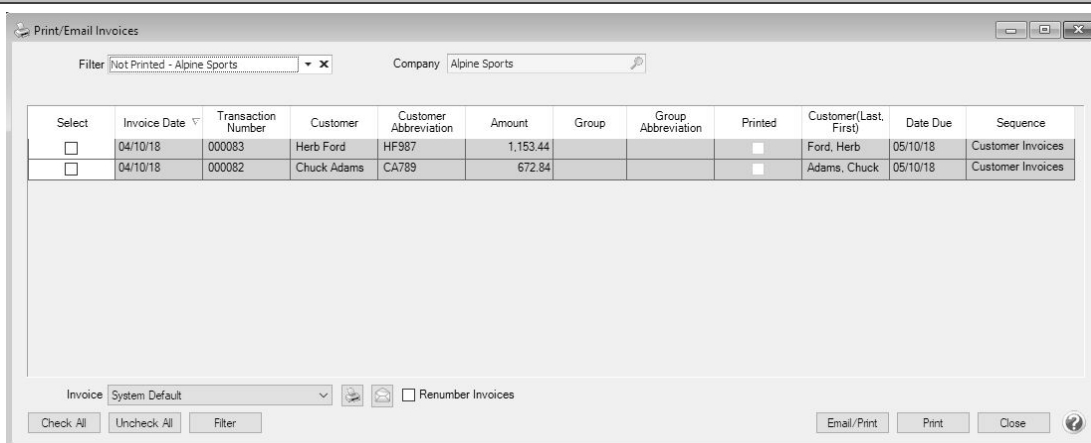 Print/Email Invoices
Filter Not Printed - Alpine Sports Company Alpine Sports
Select Invoice Date Transaction Number Customer Customer Abbreviation Amount Group Group Abbreviation Printed Customer(Last, First) Date Due Sequence
04/10/18 000083 Herb Ford HF987 1,153.44 Ford, Herb 05/10/18 Customer Invoices
04/10/18 000082 Chuck Adams CA789 672.84 Adams, Chuck 05/10/18 Customer Invoices
Invoice System Default Renumber Invoices
Check All Uncheck All Filter Email/Print Print Close ?